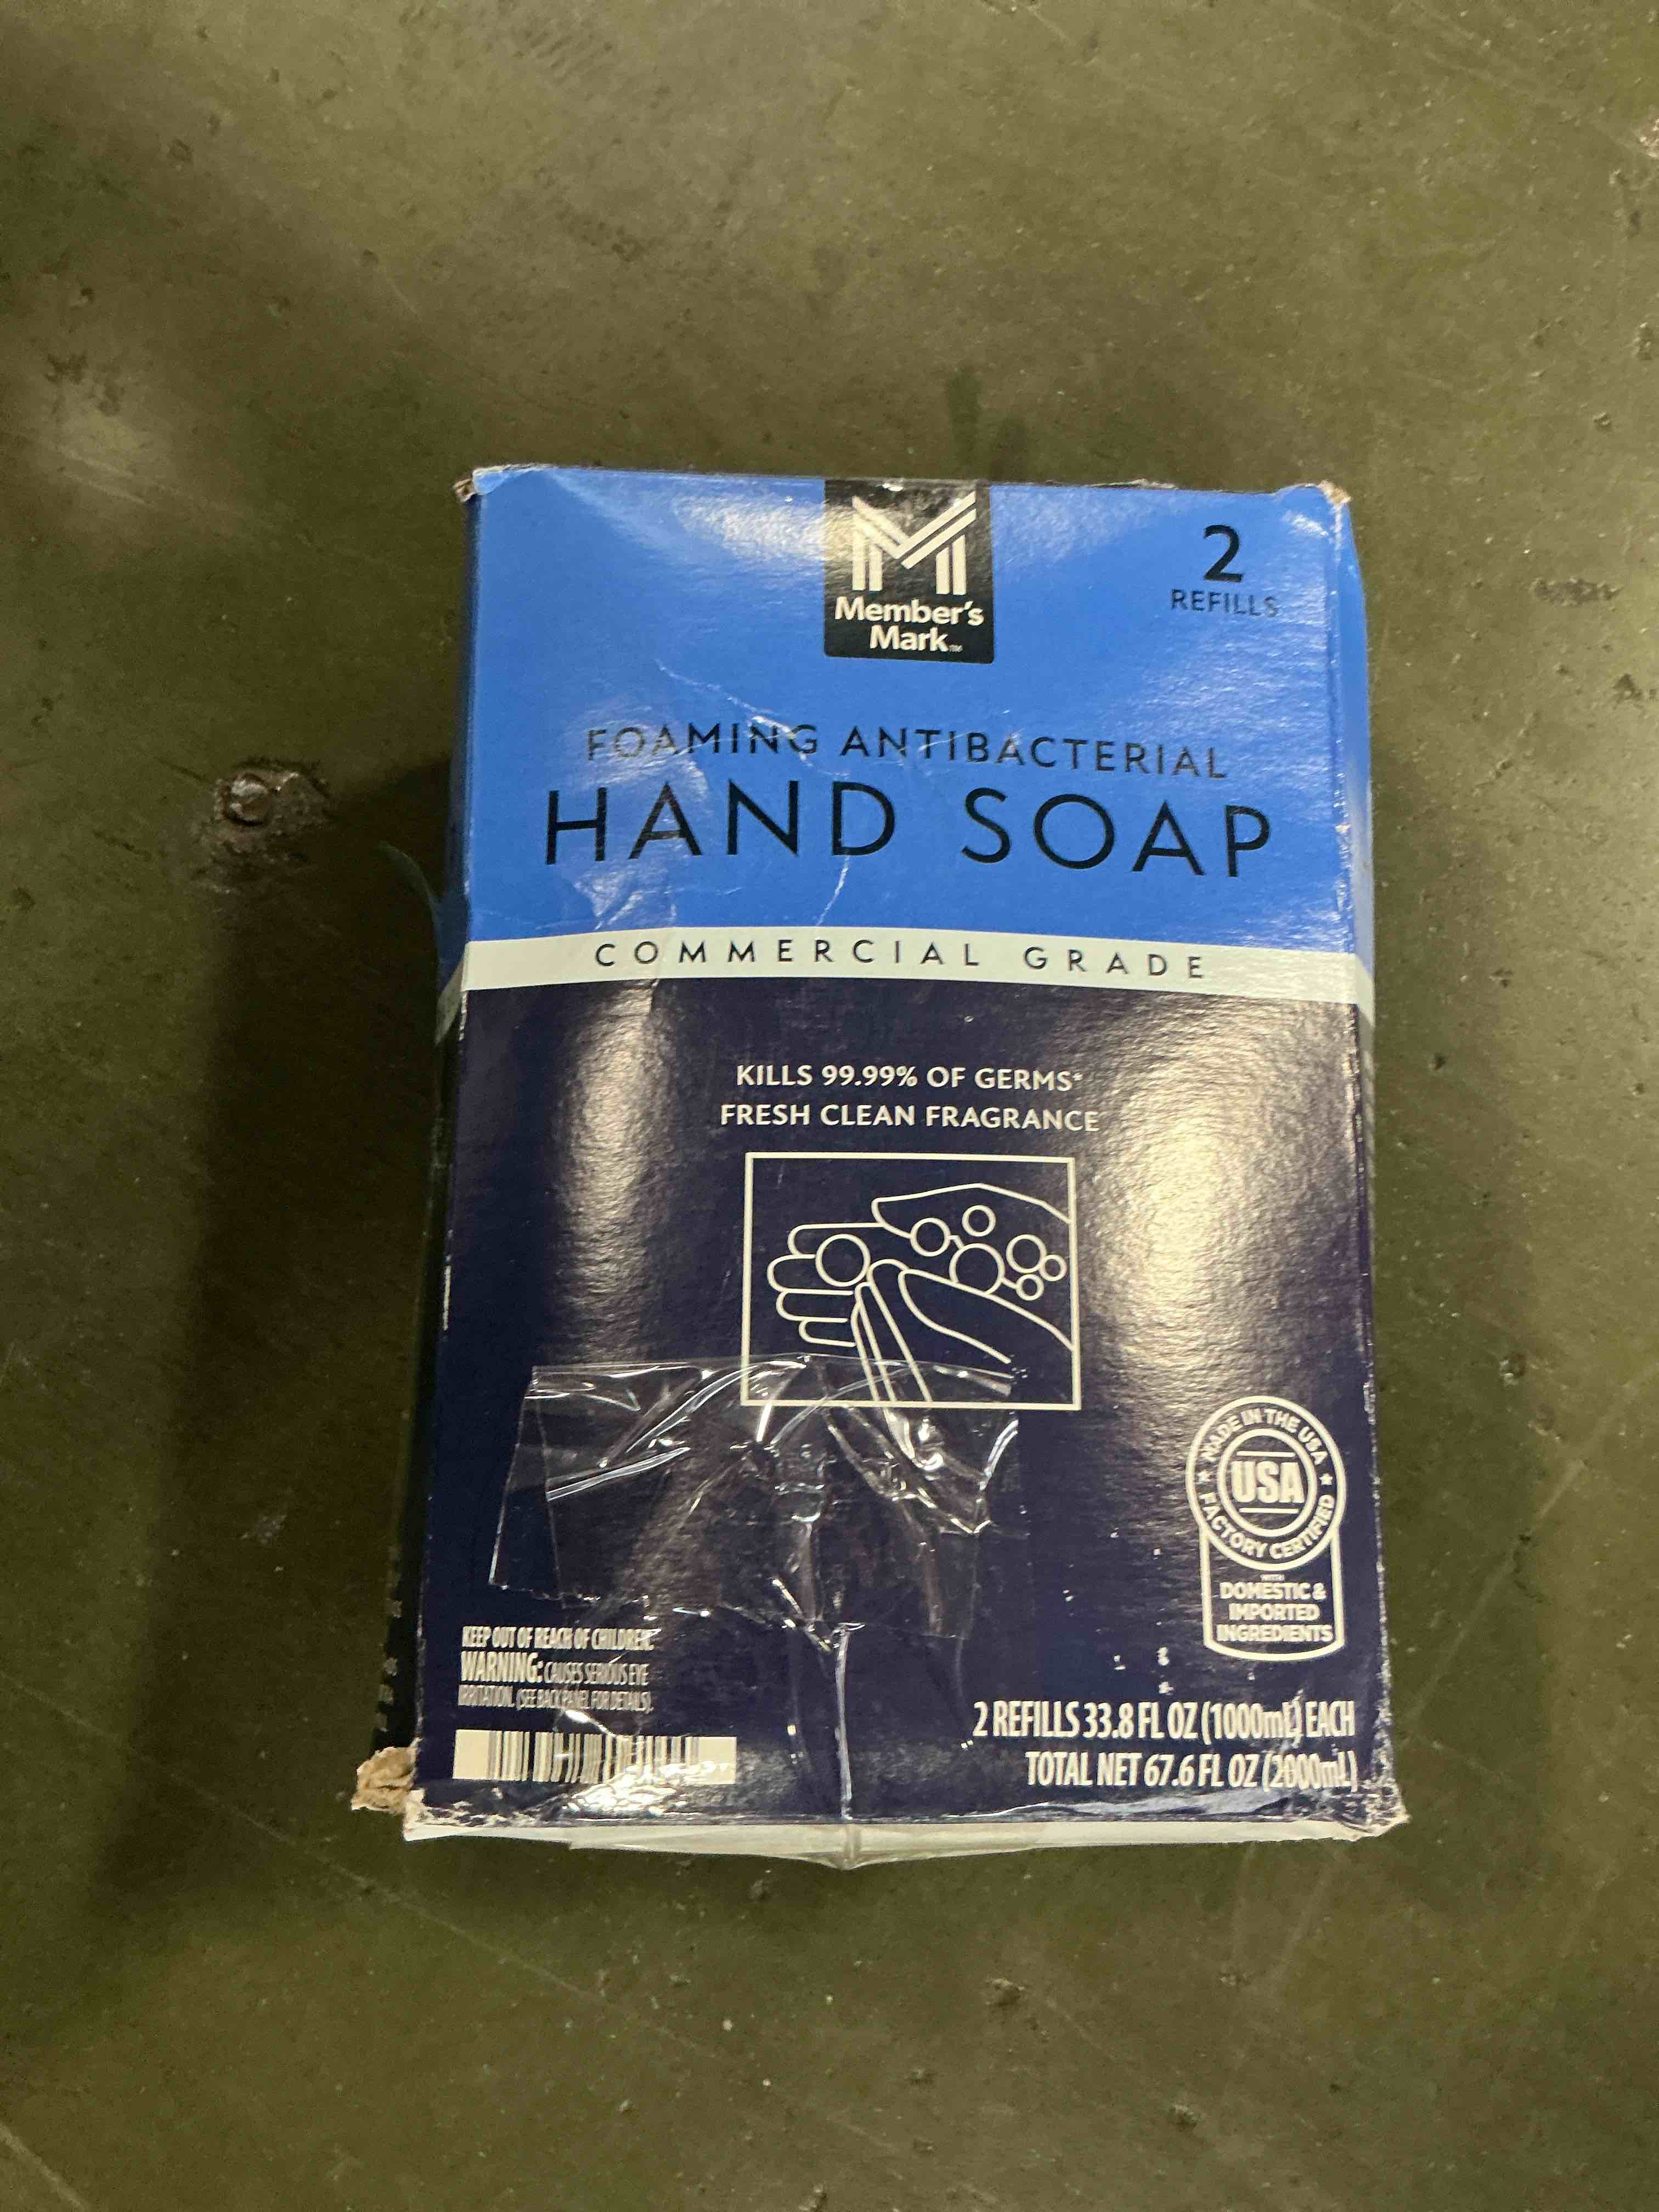 Member's
Mark™
2
REFILLS
FOAMING ANTIBACTERIAL
HAND SOAP
COMMERCIAL GRADE
KILLS 99.99% OF GERMS*
FRESH CLEAN FRAGRANCE
MADE IN THE USA
USA
FACTORY CERTIFIED
WITH
DOMESTIC &
IMPORTED
INGREDIENTS
KEEP OUT OF REACH OF CHILDREN.
WARNING: CAUSES SERIOUS EYE
IRRITATION. (SEE BACK PANEL FOR DETAILS).
2 REFILLS 33.8 FL OZ (1000mL) EACH
TOTAL NET 67.6 FL OZ (2000mL)